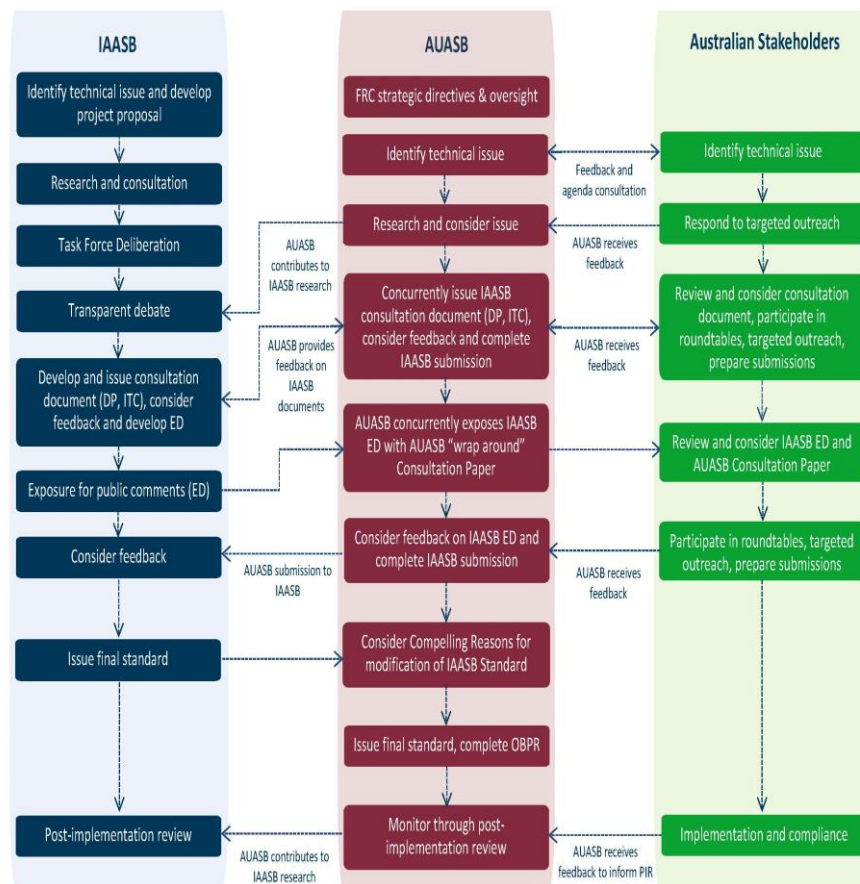 IAASB
Identify technical issue and develop
project proposal
Research and consultation
Task Force Deliberation
Transparent debate
Develop and issue consultation
document (DP, ITC), consider
feedback and develop ED
Exposure for public comments (ED)
Consider feedback
Issue final standard
Post-implementation review
AUASB
contributes to
IAASB research
AUASB provides
feedback on
IAASB
documents
AUASB submission to
IAASB
AUASB contributes to
IAASB research
AUASB
FRC strategic directives & oversight
Identify technical issue
Research and consider issue
Concurrently issue IAASB
consultation document (DP, ITC),
consider feedback and complete
IAASB submission
AUASB concurrently exposes IAASB
ED with AUASB “wrap around”
Consultation Paper
Consider feedback on IAASB ED and
complete IAASB submission
Consider Compelling Reasons for
modification of IAASB Standard
Issue final standard, complete OBPR
Monitor through post-
implementation review
Feedback and
agenda consultation
AUASB receives
feedback
AUASB receives
feedback
AUASB receives
feedback
AUASB receives
feedback to inform PIR
Australian Stakeholders
Identify technical issue
Respond to targeted outreach
Review and consider consultation
document, participate in
roundtables, targeted outreach,
prepare submissions
Review and consider IAASB ED and
AUASB Consultation Paper
Participate in roundtables, targeted
outreach, prepare submissions
Implementation and compliance